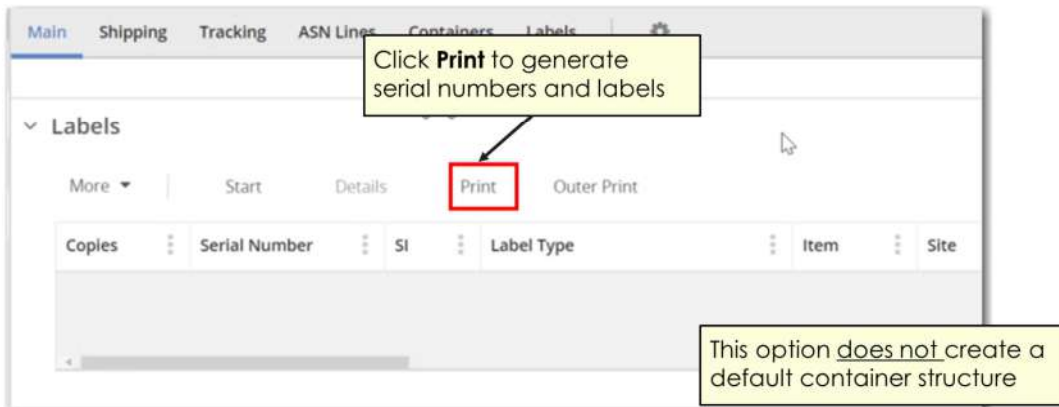 Main Shipping Tracking ASN Lines Containers Labels
Click Print to generate
serial numbers and labels
Labels
More Start Details Print Outer Print
Copies Serial Number SI Label Type Item Site
This option does not create a
default container structure